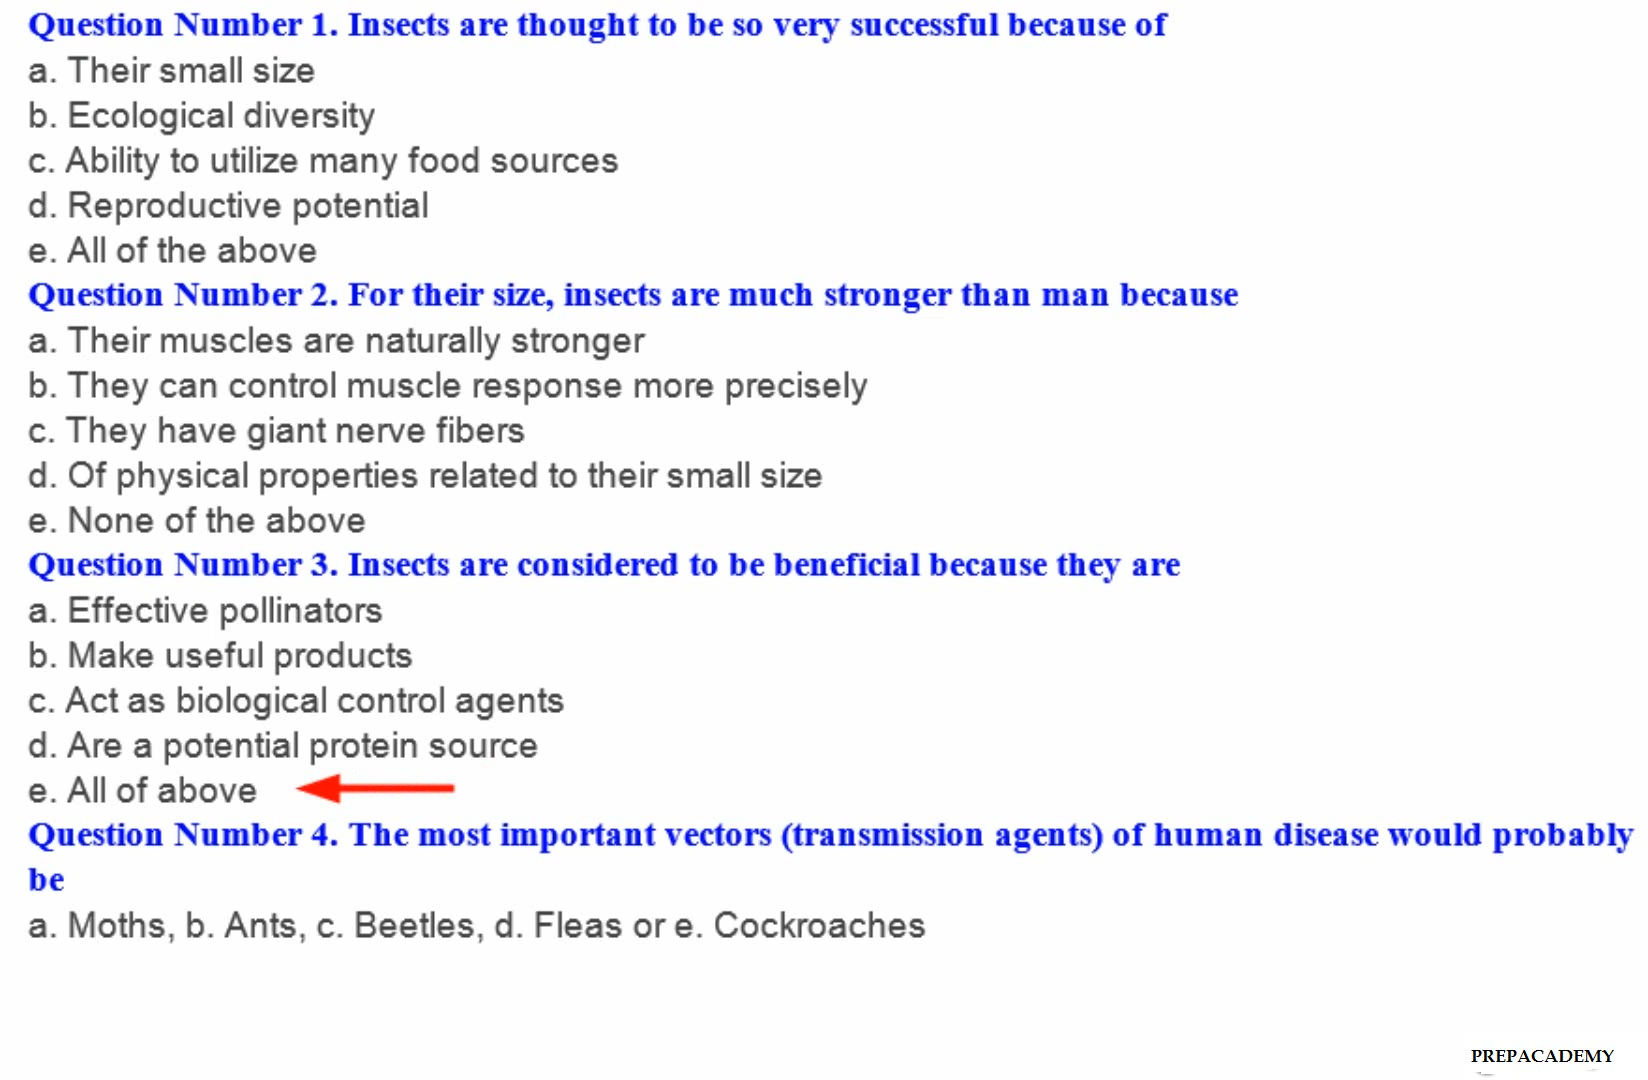 Question Number 1. Insects are thought to be so very successful because of
a. Their small size
b. Ecological diversity
c. Ability to utilize many food sources
d. Reproductive potential
e. All of the above
Question Number 2. For their size, insects are much stronger than man because
a. Their muscles are naturally stronger
b. They can control muscle response more precisely
c. They have giant nerve fibers
d. Of physical properties related to their small size
e. None of the above
Question Number 3. Insects are considered to be beneficial because they are
a. Effective pollinators
b. Make useful products
c. Act as biological control agents
d. Are a potential protein source
e. All of above
Question Number 4. The most important vectors (transmission agents) of human disease would probably
be
a. Moths, b. Ants, c. Beetles, d. Fleas or e. Cockroaches
PREPACADEMY